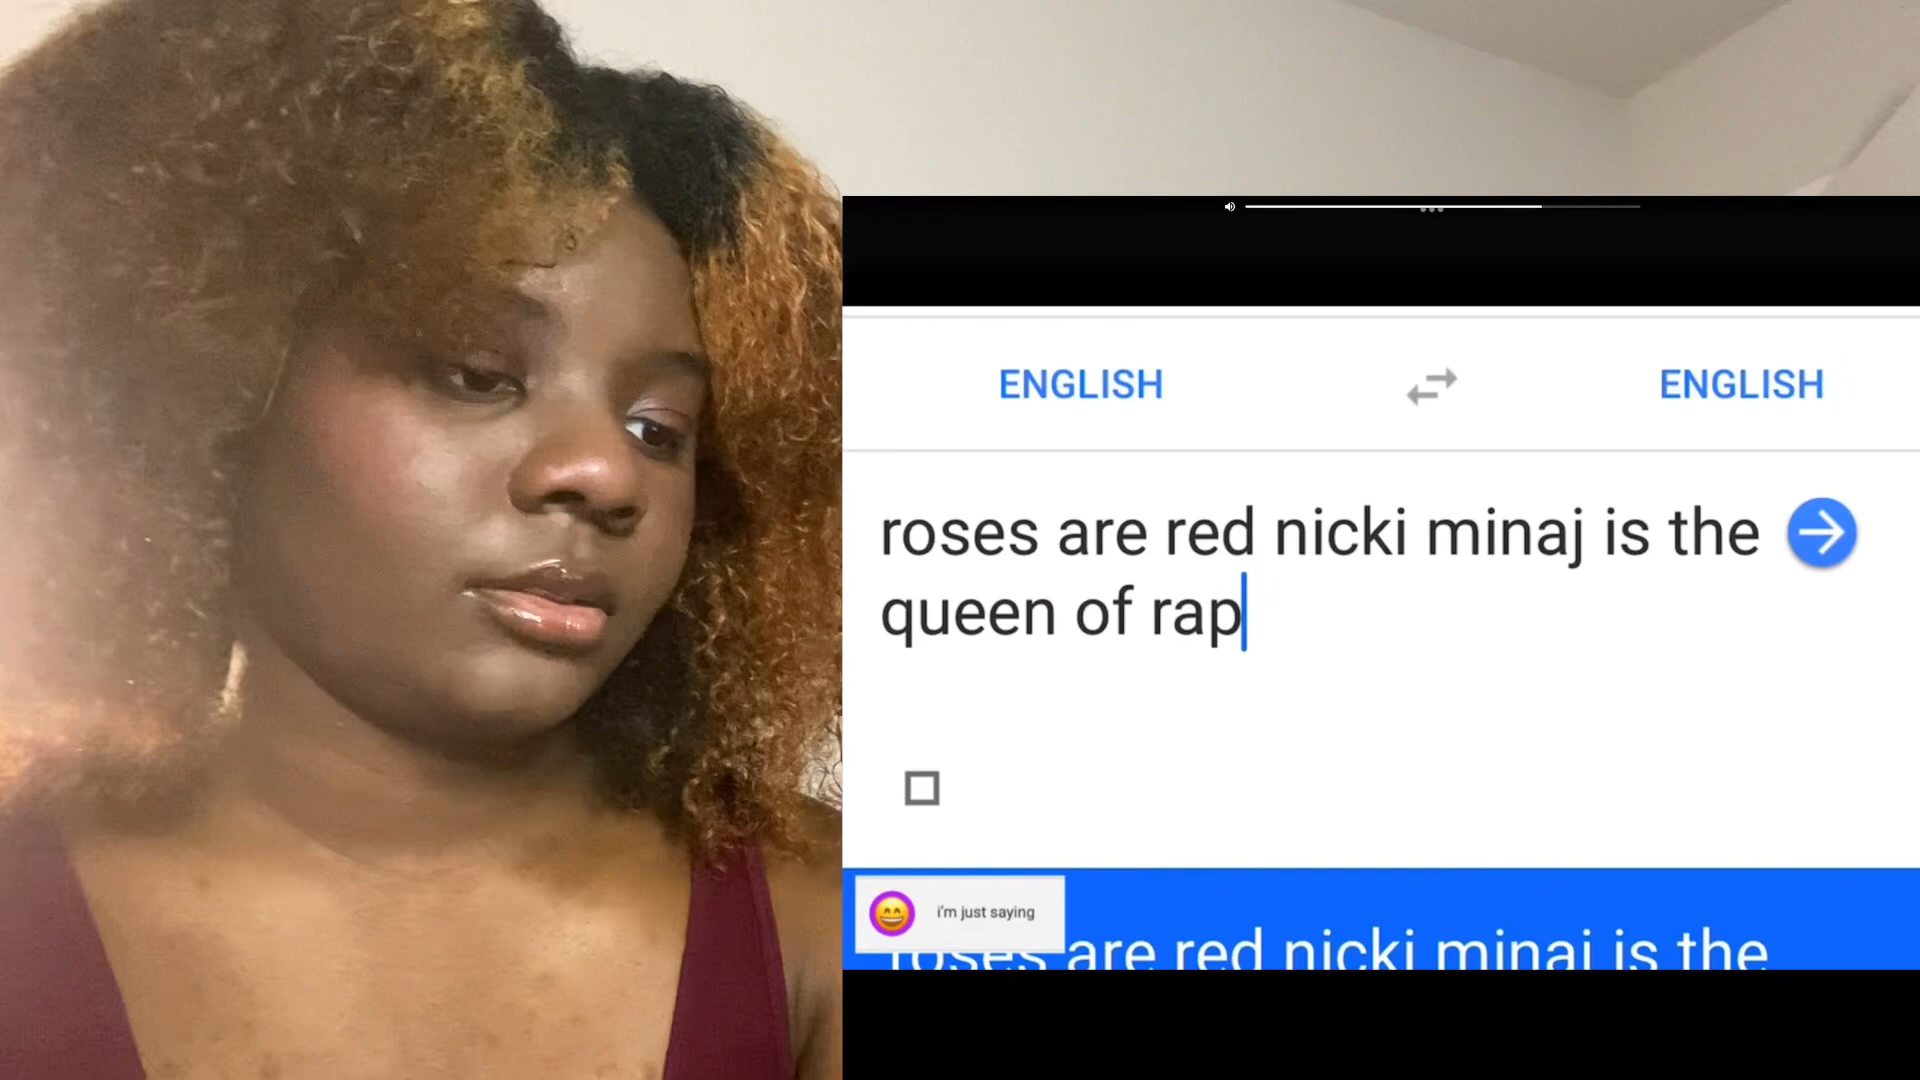 ENGLISH ENGLISH
roses are red nicki minaj is the
queen of rap
i'm just saying
roses are red nicki minaj is the